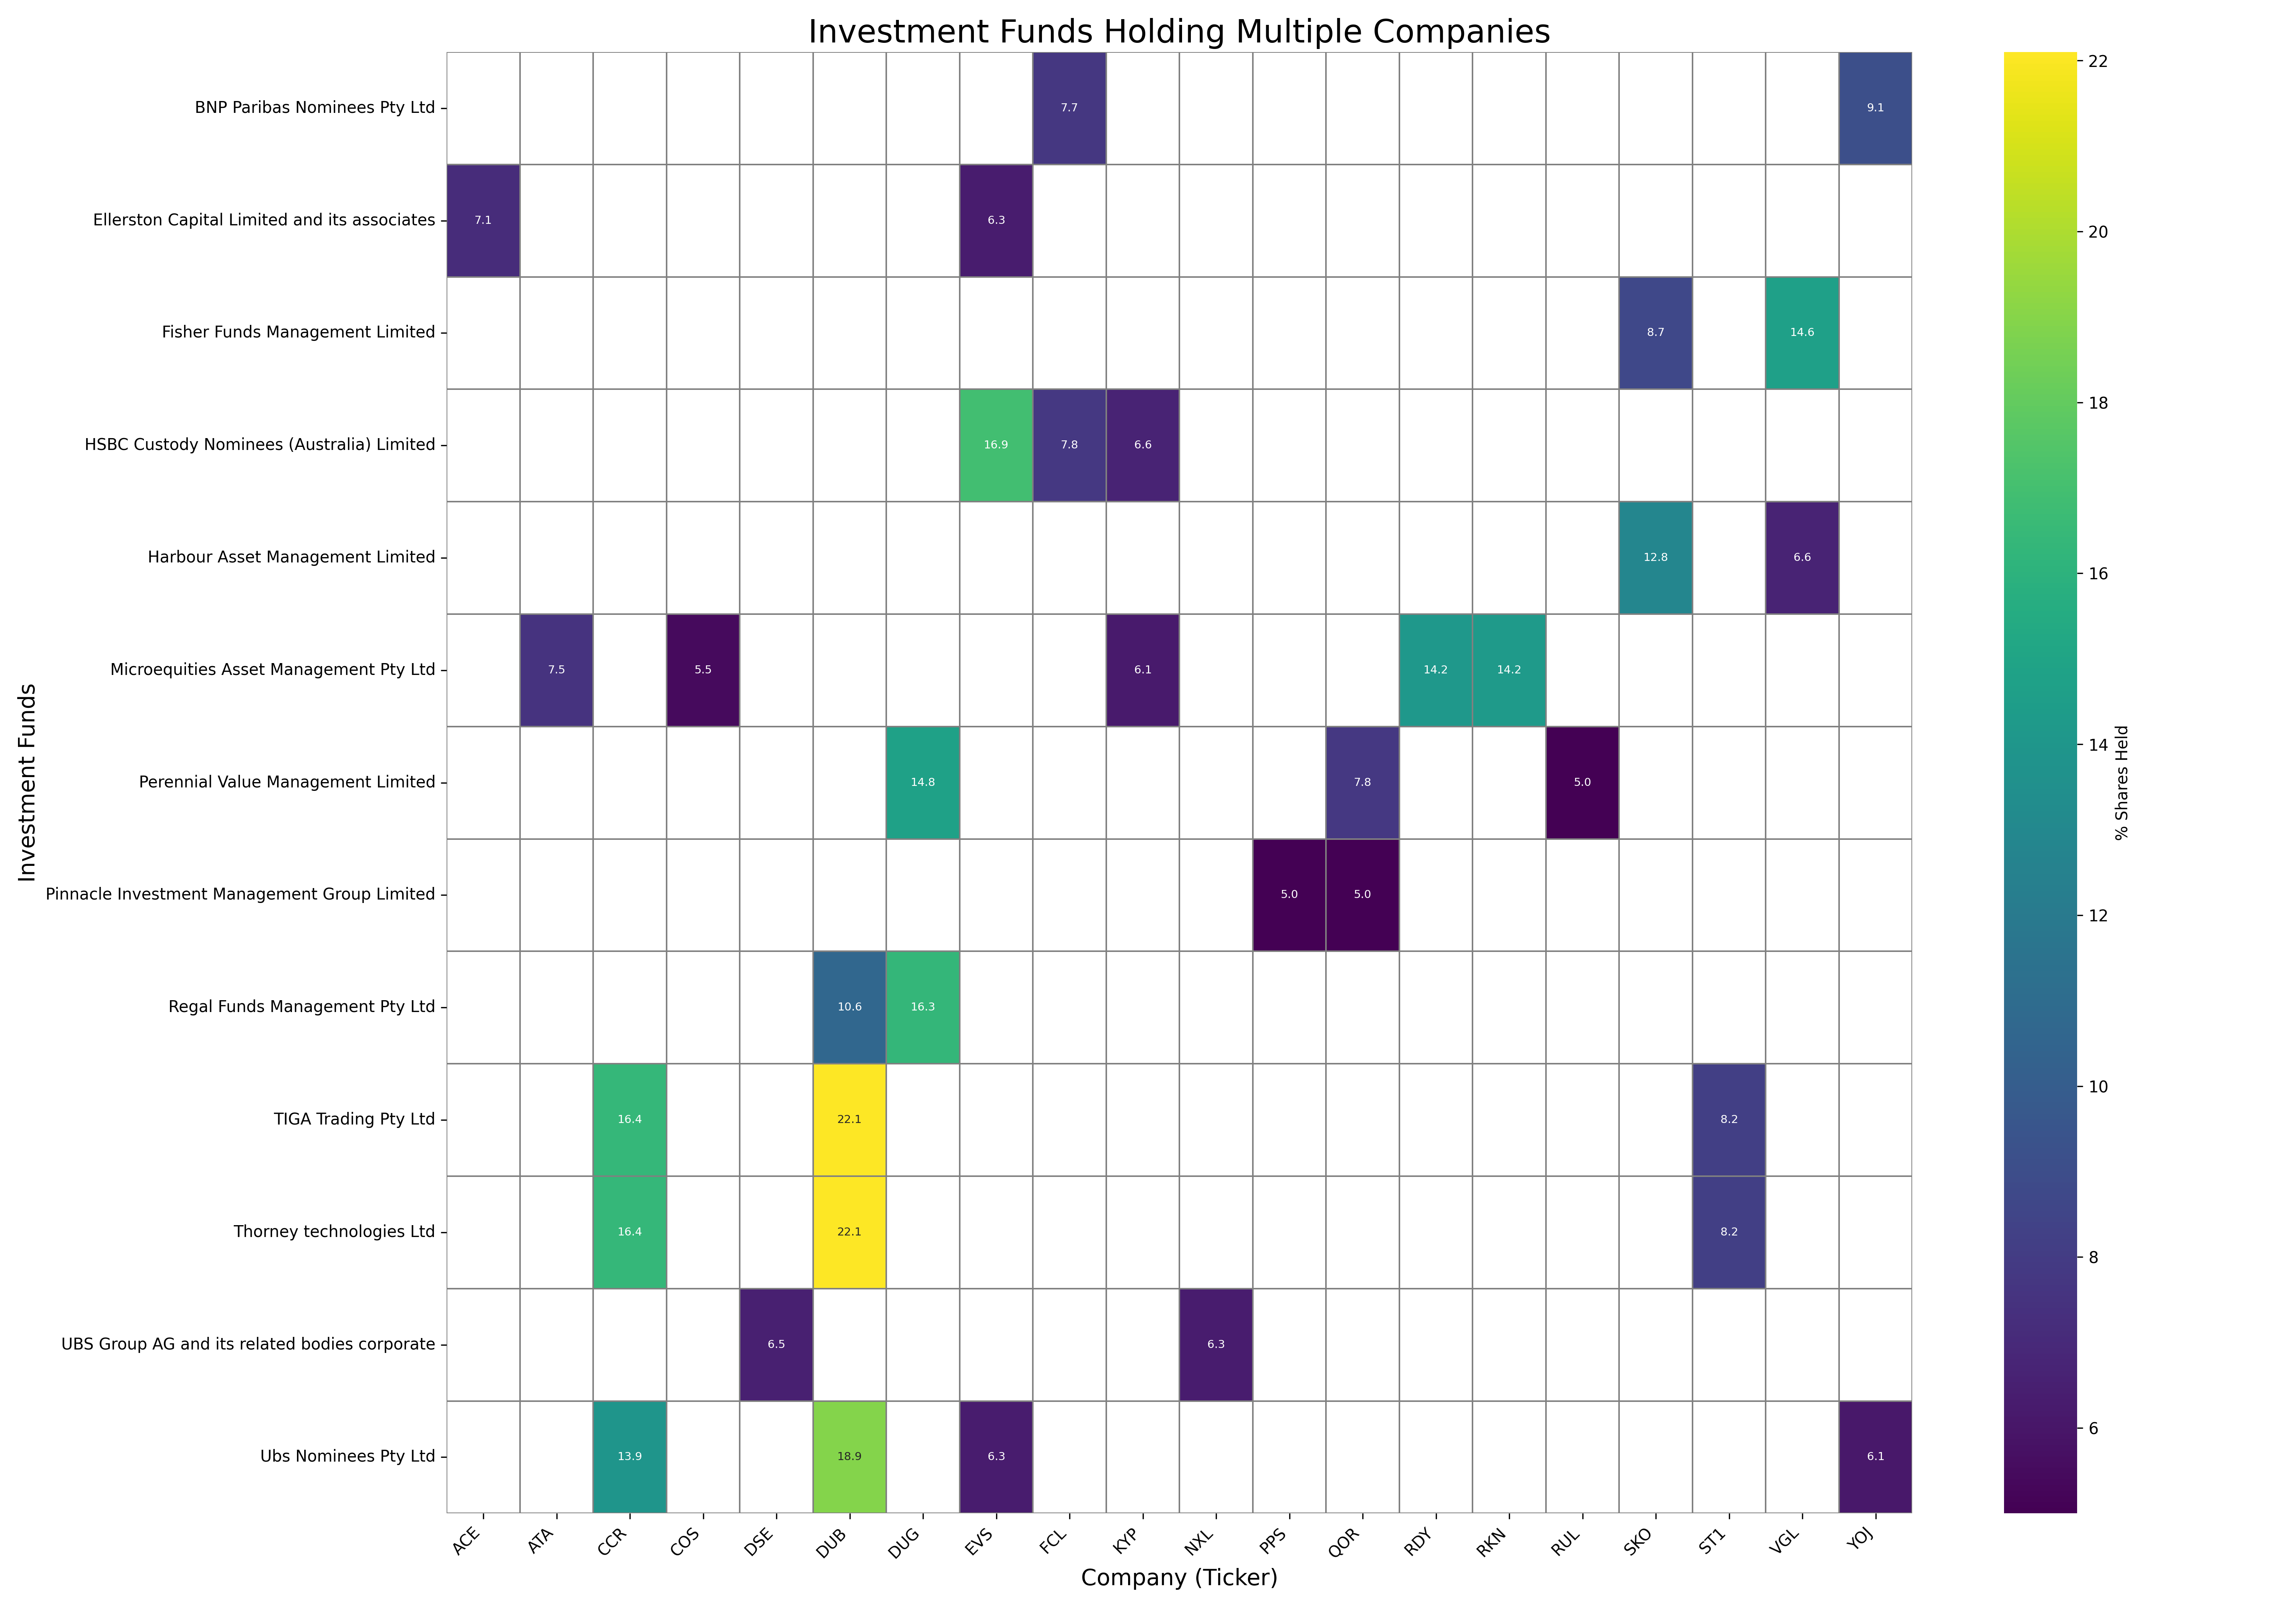 Investment Funds Holding Multiple Companies
BNP Paribas Nominees Pty Ltd 7.7 9.1
Ellerston Capital Limited and its associates 7.1 6.3
Fisher Funds Management Limited 8.7 14.6
HSBC Custody Nominees (Australia) Limited 16.9 7.8 6.6
Harbour Asset Management Limited 12.8 6.6
Microequities Asset Management Pty Ltd 7.5 5.5 6.1 14.2 14.2
Perennial Value Management Limited 14.8 7.8 5.0
Pinnacle Investment Management Group Limited 5.0 5.0
Regal Funds Management Pty Ltd 10.6 16.3
TIGA Trading Pty Ltd 16.4 22.1 8.2
Thorney technologies Ltd 16.4 22.1 8.2
UBS Group AG and its related bodies corporate 6.5 6.3
Ubs Nominees Pty Ltd 13.9 18.9 6.3 6.1
Investment Funds
ACE ATA CCR COS DSE DUB DUG EVS FCL KYP NXL PPS QOR RDY RKN RUL SKO ST1 VGL YOJ
Company (Ticker)
22
20
18
16
14
12
10
8
6
% Shares Held